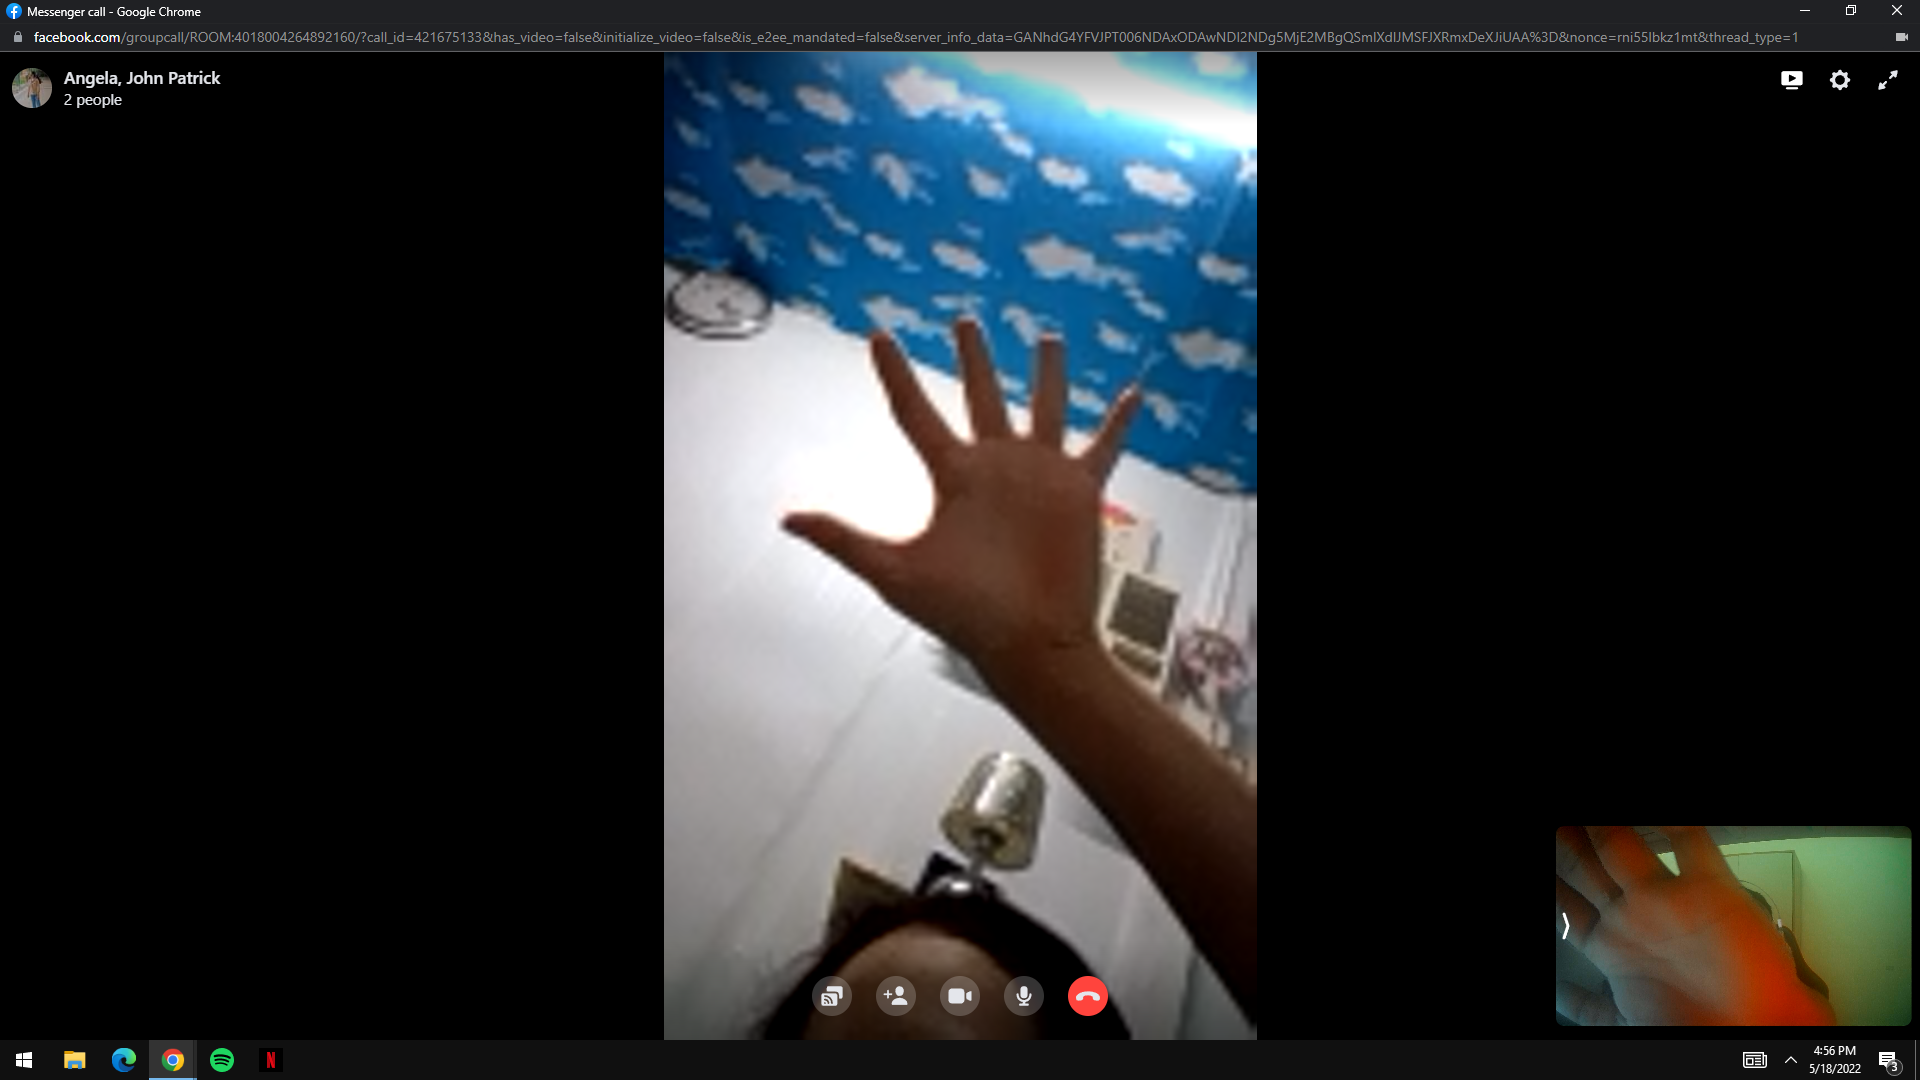 Messenger call - Google Chrome
facebook.com/groupcall/ROOM:4018004264892160/?call_id=421675133&has_video=false&initialize_video=false&is_e2ee_mandated=false&server_info_data=GANhdG4YFVJPT006NDAxODAwNDI2NDg5MjE2MBgQSmlXdlJMSFJXRmxDeXJiUAA%3D&nonce=rni55lbkz1mt&thread_type=1
Angela, John Patrick
2 people
N
4:56 PM
5/18/2022
3